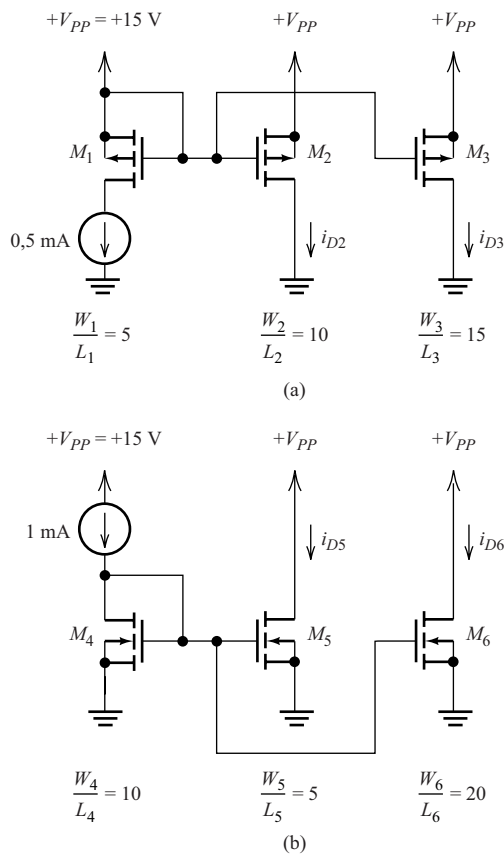 +V_PP = +15 V    +V_PP    +V_PP
M_1    M_2    M_3
0,5 mA    i_D2    i_D3
W_1/L_1 = 5    W_2/L_2 = 10    W_3/L_3 = 15
(a)
+V_PP = +15 V    +V_PP    +V_PP
1 mA    i_D5    i_D6
M_4    M_5    M_6
W_4/L_4 = 10    W_5/L_5 = 5    W_6/L_6 = 20
(b)